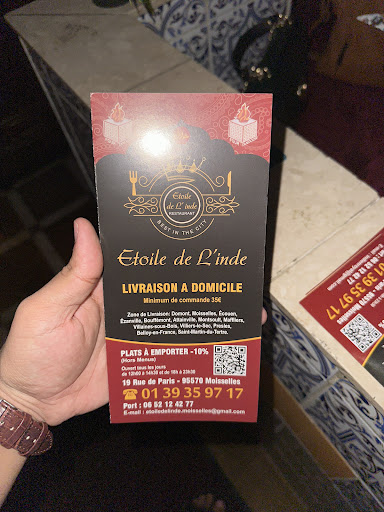 Etoile
de L'inde
RESTAURANT
BEST IN THE CITY
Etoile de L'inde
LIVRAISON A DOMICILE
Minimum de commande 35€
Zone de Livraison: Domont, Moisselles, Écouen,
Ézanville, Bouffémont, Attainville, Montsoult, Maffliers,
Villaines-sous-Bois, Villiers-le-Sec, Presles,
Belloy-en-France, Saint-Martin-du-Tertre.
PLATS À EMPORTER -10%
(Hors Menus)
Ouvert tous les jours
de 12h00 à 14h30 et de 18h à 23h30
19 Rue de Paris - 95570 Moisselles
01 39 35 97 17
Port : 06 52 12 42 77
E-mail : etoiledelinde.moisselles@gmail.com
01 39 35 97 17